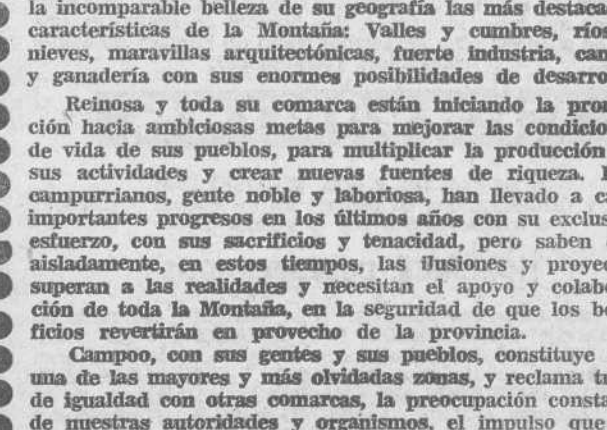 la incomparable belleza de su geografía las más destaca
características de la Montaña: Valles y cumbres, ríos
nieves, maravillas arquitectónicas, fuerte industria, cam
y ganadería con sus enormes posibilidades de desarro
Reinosa y toda su comarca están iniciando la prom
ción hacia ambiciosas metas para mejorar las condicio
de vida de sus pueblos, para multiplicar la producción
sus actividades y crear nuevas fuentes de riqueza.
campurrianos, gente noble y laboriosa, han llevado a c
importantes progresos en los últimos años con su exclus
esfuerzo, con sus sacrificios y tenacidad, pero saben
aisladamente, en estos tiempos, las ilusiones y proyec
superan a las realidades y necesitan el apoyo y colabo
ción de toda la Montaña, en la seguridad de que los be
ficios revertirán en provecho de la provincia.
Campoo, con sus gentes y sus pueblos, constituye
una de las mayores y más olvidadas zonas, y reclama tr
de igualdad con otras comarcas, la preocupación consta
de nuestras autoridades y organismos, el impulso que